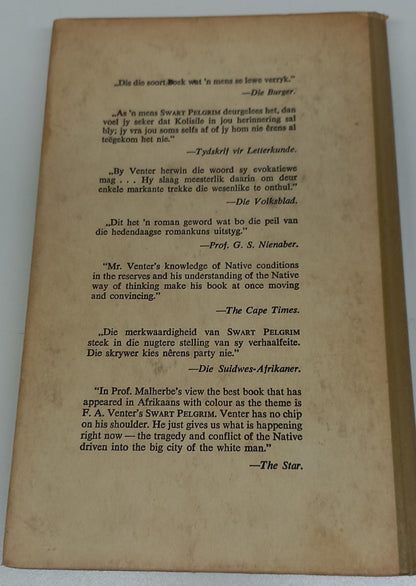 „Die die soort boek wat 'n mens se lewe verryk.”
—Die Burger.
„As 'n mens SWART PELGRIM deurgelees het, dan
voel jy seker dat Kolisile in jou herinnering sal
bly; jy vra jou soms selfs af of jy hom nie êrens al
teëgekom het nie.”
—Tydskrif vir Letterkunde.
„By Venter herwin die woord sy evokatiewe
mag . . . Hy slaag meesterlik daarin om deur
enkele markante trekke die wesenlike te onthul.”
—Die Volksblad.
„Dit het 'n roman geword wat bo die peil van
die hedendaagse romankuns uitstyg.”
—Prof. G. S. Nienaber.
“Mr. Venter's knowledge of Native conditions
in the reserves and his understanding of the Native
way of thinking make his book at once moving
and convincing.”
—The Cape Times.
„Die merkwaardigheid van SWART PELGRIM
steek in die nugtere stelling van sy verhaalfeite.
Die skrywer kies nêrens party nie.”
—Die Suidwes-Afrikaner.
“In Prof. Malherbe's view the best book that has
appeared in Afrikaans with colour as the theme is
F. A. Venter's SWART PELGRIM. Venter has no chip
on his shoulder. He just gives us what is happening
right now — the tragedy and conflict of the Native
driven into the big city of the white man.”
—The Star.